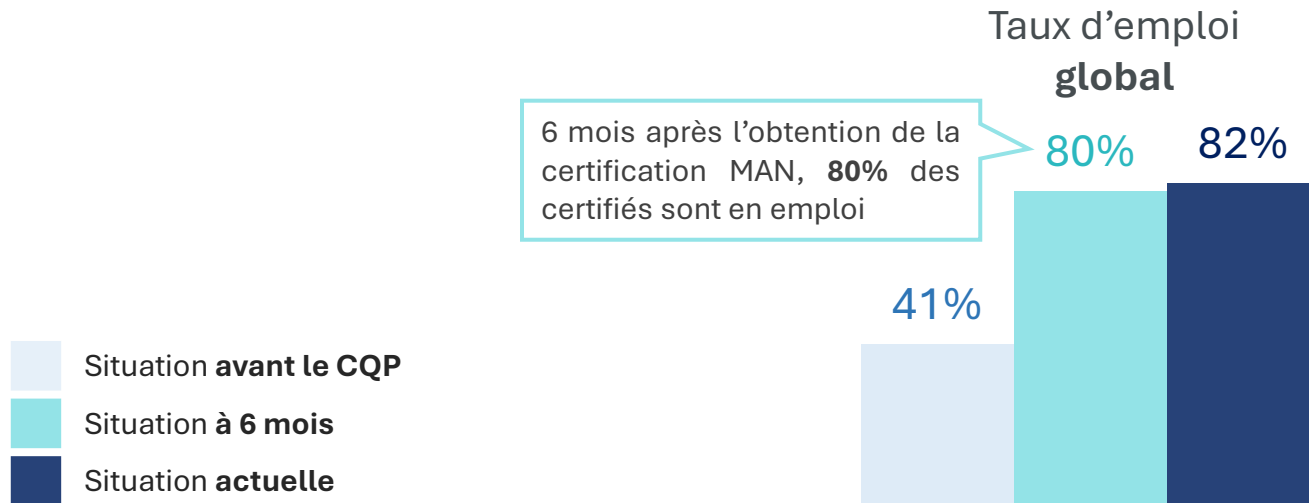 Taux d’emploi
global
6 mois après l’obtention de la
certification MAN, 80% des
certifiés sont en emploi
80%
82%
41%
Situation avant le CQP
Situation à 6 mois
Situation actuelle